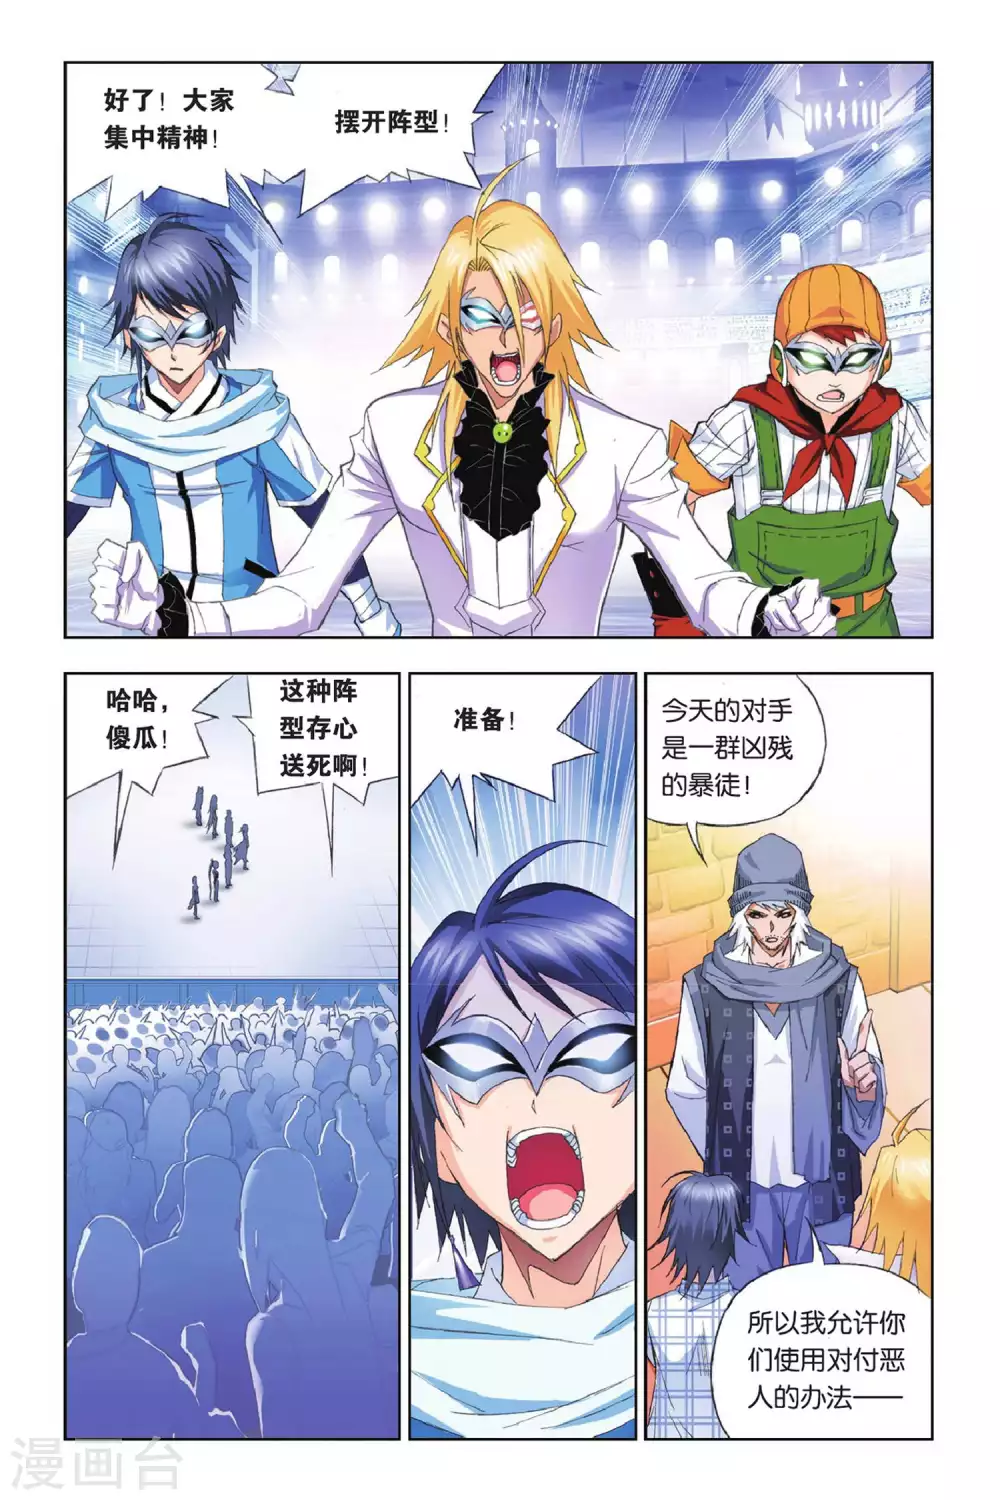 好了！大家
集中精神！
摆开阵型！
哈哈，
傻瓜！
这种阵
型存心
送死啊！
准备！
今天的对手
是一群凶残
的暴徒！
所以我允许你
们使用对付恶
人的办法——
漫画台